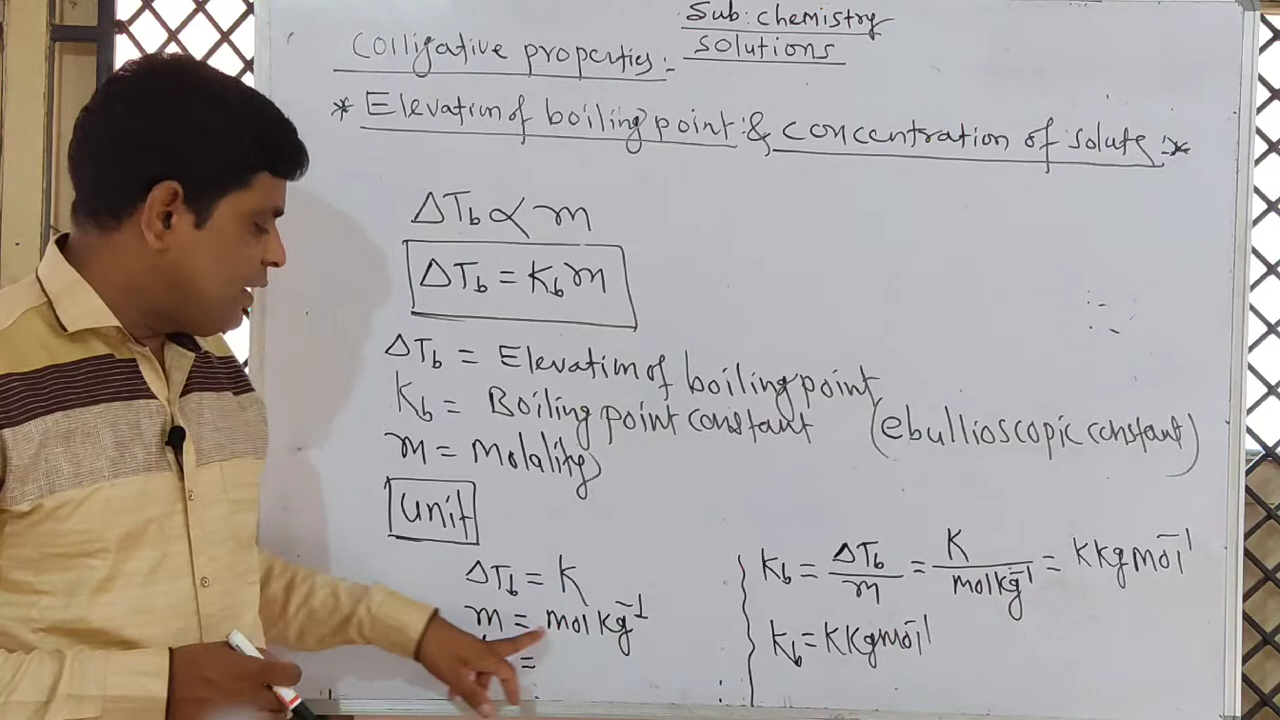 Sub: chemistry
Solutions
Colligative properties:-
* Elevation of boiling point & concentration of solute :*
ΔTb ∝ m
ΔTb = Kb m
ΔTb = Elevation of boiling point
Kb = Boiling point constant (ebullioscopic constant)
m = Molality
Unit
ΔTb = K
m = mol kg⁻¹
=
Kb = ΔTb / m = K / mol kg⁻¹ = K kg mol⁻¹
Kb = K kg mol⁻¹